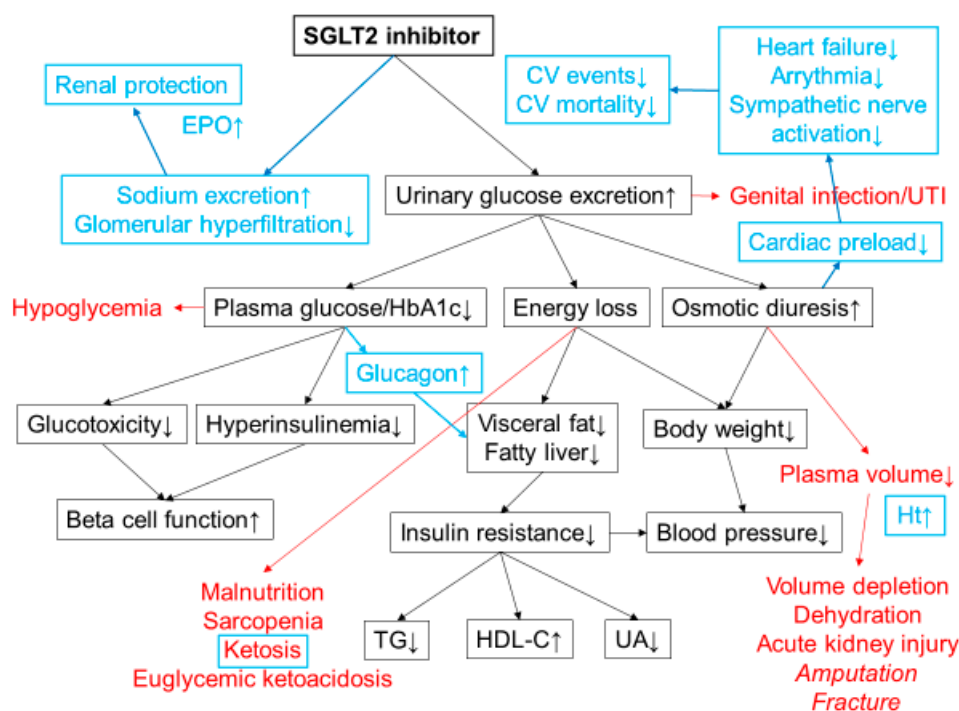 SGLT2 inhibitor
Heart failure↓
Arrythmia↓
Sympathetic nerve
activation↓
CV events↓
CV mortality↓
Renal protection
EPO↑
Sodium excretion↑
Glomerular hyperfiltration↓
Urinary glucose excretion↑
Genital infection/UTI
Cardiac preload↓
Hypoglycemia
Plasma glucose/HbA1c↓
Energy loss
Osmotic diuresis↑
Glucagon↑
Glucotoxicity↓
Hyperinsulinemia↓
Visceral fat↓
Fatty liver↓
Body weight↓
Plasma volume↓
Ht↑
Beta cell function↑
Insulin resistance↓
Blood pressure↓
Malnutrition
Sarcopenia
Ketosis
Euglycemic ketoacidosis
TG↓
HDL-C↑
UA↓
Volume depletion
Dehydration
Acute kidney injury
Amputation
Fracture